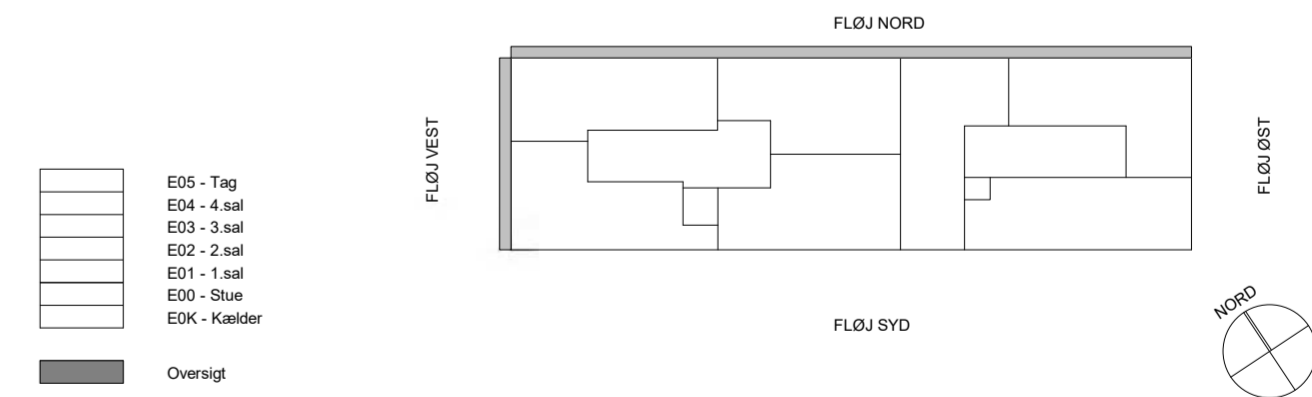 FLØJ NORD
FLØJ VEST
FLØJ ØST
E05 - Tag
E04 - 4.sal
E03 - 3.sal
E02 - 2.sal
E01 - 1.sal
E00 - Stue
E0K - Kælder
FLØJ SYD
NORD
Oversigt